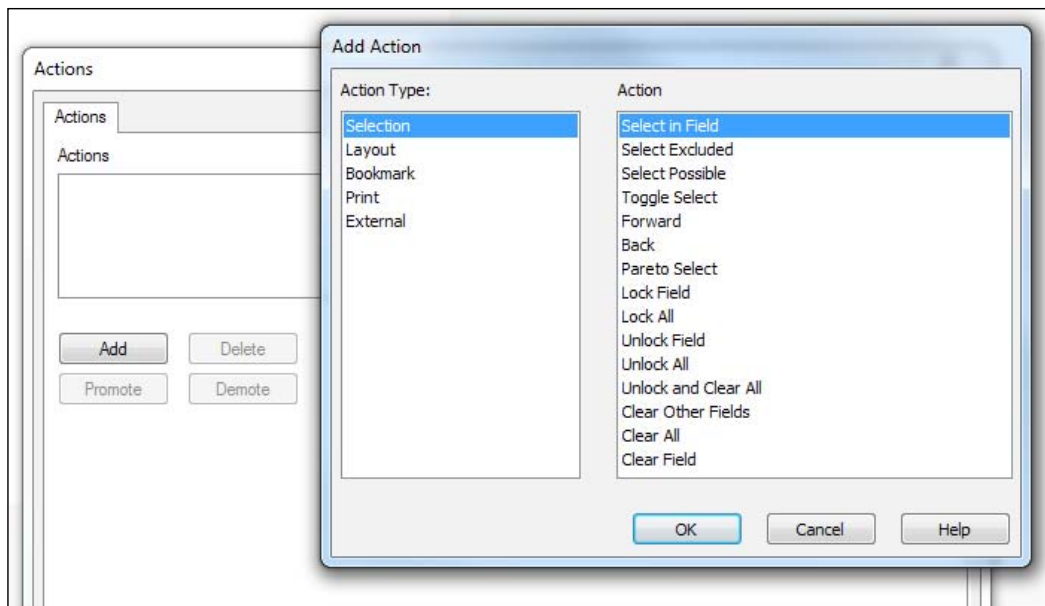 Actions
Actions
Actions
Add
Delete
Promote
Demote
Add Action
Action Type:
Selection
Layout
Bookmark
Print
External
Action
Select in Field
Select Excluded
Select Possible
Toggle Select
Forward
Back
Pareto Select
Lock Field
Lock All
Unlock Field
Unlock All
Unlock and Clear All
Clear Other Fields
Clear All
Clear Field
OK
Cancel
Help